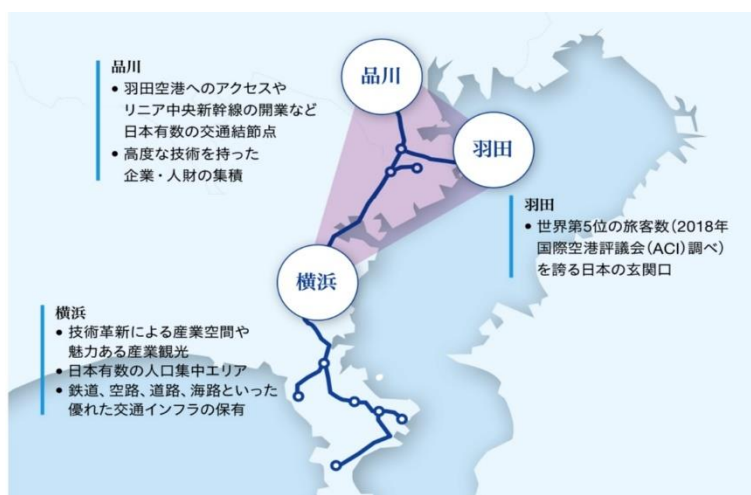 品川
• 羽田空港へのアクセスや
リニア中央新幹線の開業など
日本有数の交通結節点
• 高度な技術を持った
企業・人財の集積
品川
羽田
羽田
• 世界第5位の旅客数(2018年
国際空港評議会(ACI)調べ)
を誇る日本の玄関口
横浜
横浜
• 技術革新による産業空間や
魅力ある産業観光
• 日本有数の人口集中エリア
• 鉄道、空路、道路、海路といった
優れた交通インフラの保有